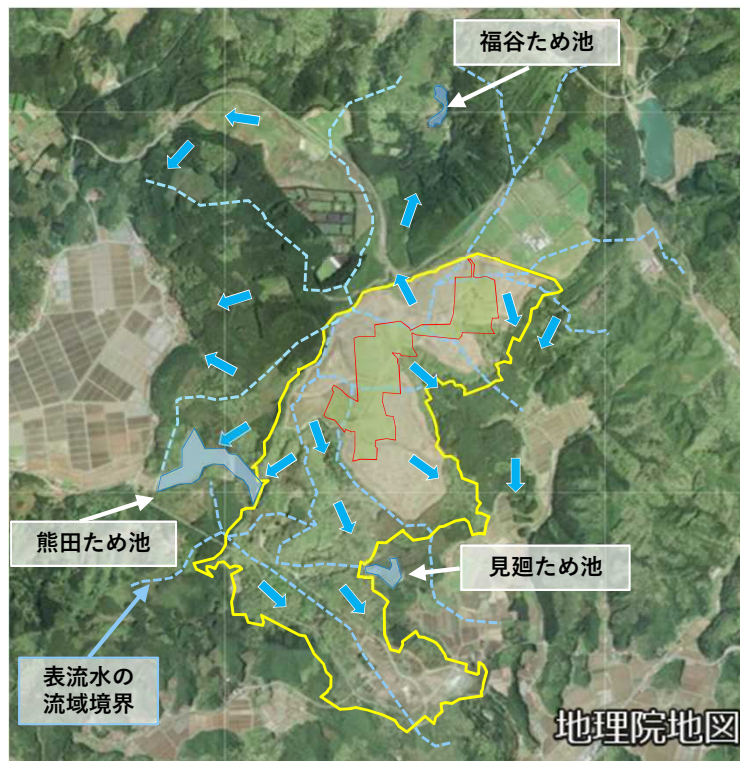 福谷ため池
熊田ため池
見廻ため池
表流水の
流域境界
地理院地図